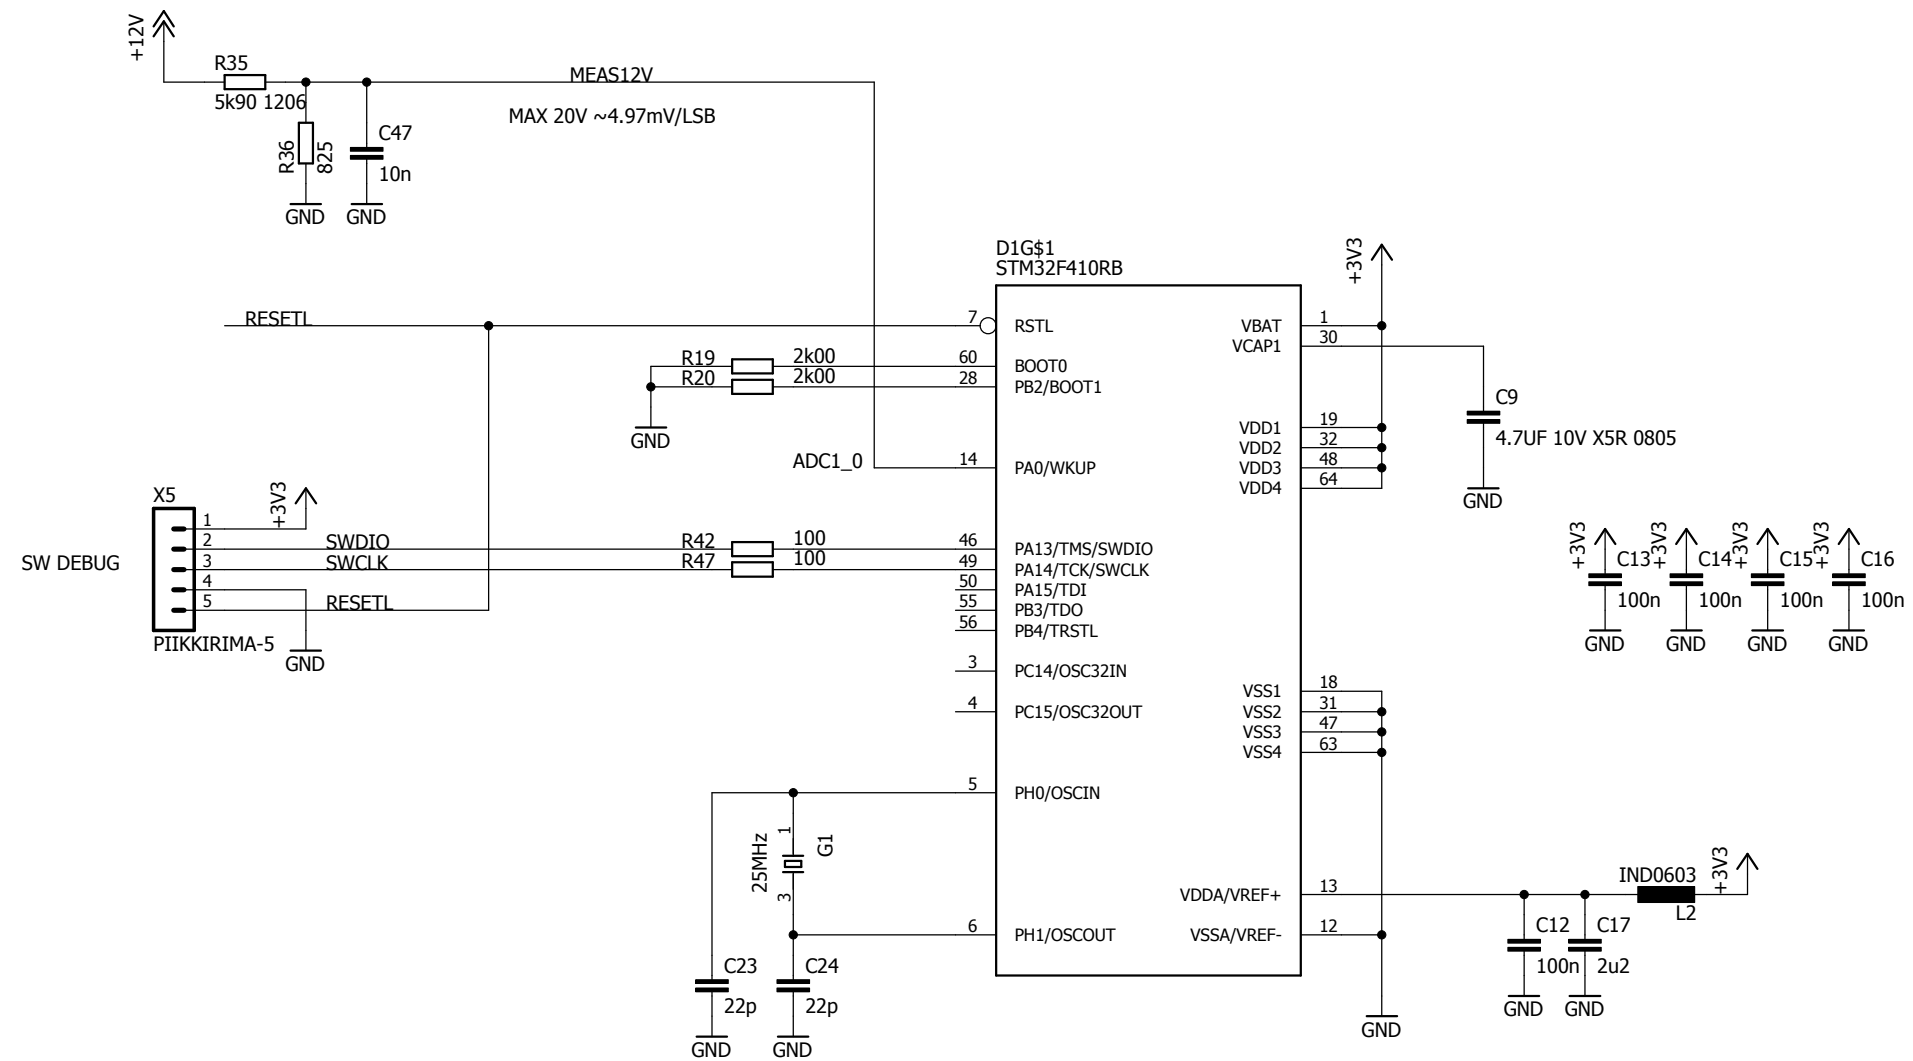 +12V
R35
5k90 1206
MEAS12V
MAX 20V ~4.97mV/LSB
R36
825
C47
10n
GND
GND
D1G$1
STM32F410RB
+3V3
RESETL
7
RSTL
VBAT
1
VCAP1
30
R19
2k00
60
BOOT0
R20
2k00
28
PB2/BOOT1
GND
C9
4.7UF 10V X5R 0805
GND
VDD1
19
VDD2
32
VDD3
48
VDD4
64
ADC1_0
14
PA0/WKUP
X5
+3V3
1
2
3
4
5
SW DEBUG
SWDIO
SWCLK
RESETL
PIIKKIRIMA-5
GND
R42
100
46
PA13/TMS/SWDIO
R47
100
49
PA14/TCK/SWCLK
50
PA15/TDI
55
PB3/TDO
56
PB4/TRSTL
3
PC14/OSC32IN
4
PC15/OSC32OUT
+3V3
C13
100n
GND
+3V3
C14
100n
GND
+3V3
C15
100n
GND
+3V3
C16
100n
GND
VSS1
18
VSS2
31
VSS3
47
VSS4
63
5
PH0/OSCIN
25MHz
1
3
G1
6
PH1/OSCOUT
C23
22p
GND
C24
22p
GND
VDDA/VREF+
13
VSSA/VREF-
12
GND
IND0603
L2
+3V3
C12
100n
GND
C17
2u2
GND